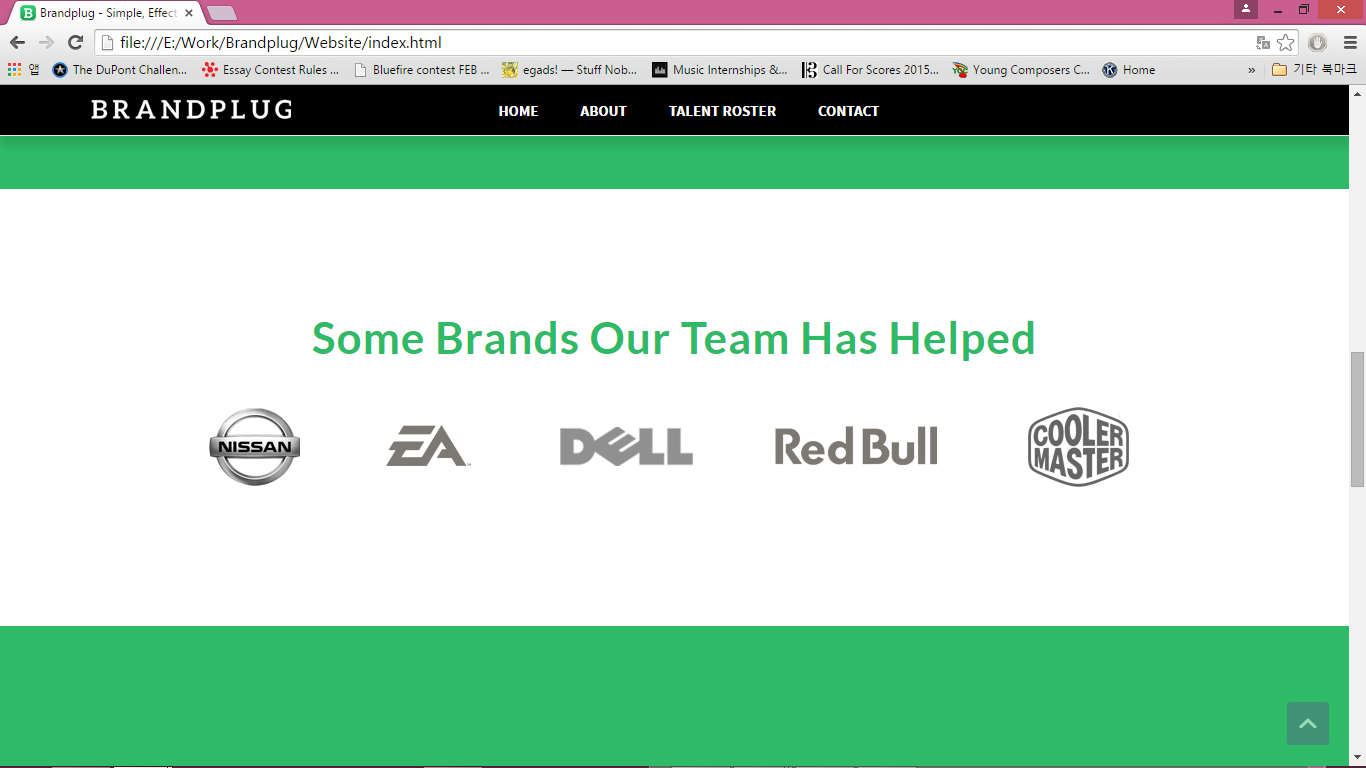 Brandplug - Simple, Effect
file:///E:/Work/Brandplug/Website/index.html
앱 The DuPont Challen... Essay Contest Rules ... Bluefire contest FEB ... egads! — Stuff Nob... Music Internships &... Call For Scores 2015... Young Composers C... Home » 기타 북마크
BRANDPLUG HOME ABOUT TALENT ROSTER CONTACT
Some Brands Our Team Has Helped
NISSAN EA DELL Red Bull COOLER MASTER